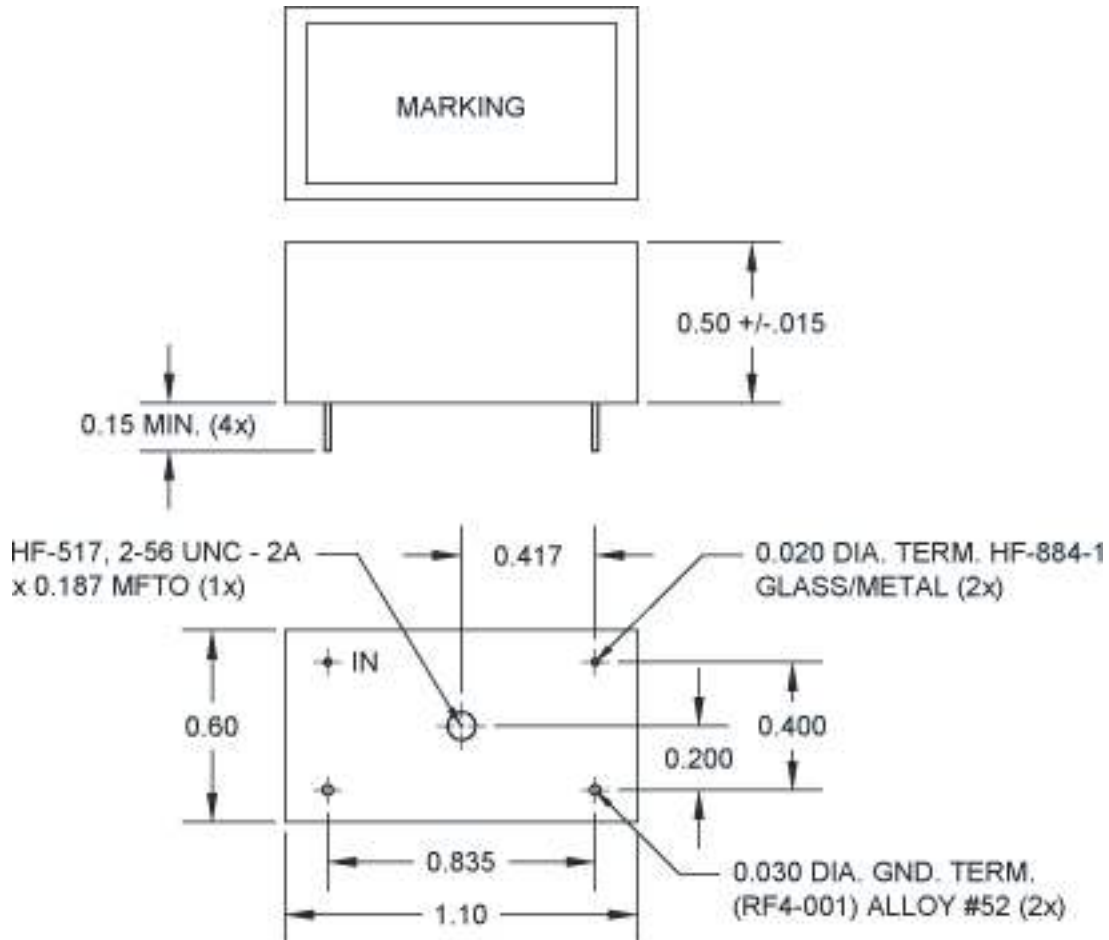 MARKING
0.50 +/-.015
0.15 MIN. (4x)
HF-517, 2-56 UNC - 2A
x 0.187 MFTO (1x)
0.417
0.020 DIA. TERM. HF-884-1
GLASS/METAL (2x)
IN
0.60
0.400
0.200
0.835
0.030 DIA. GND. TERM.
(RF4-001) ALLOY #52 (2x)
1.10